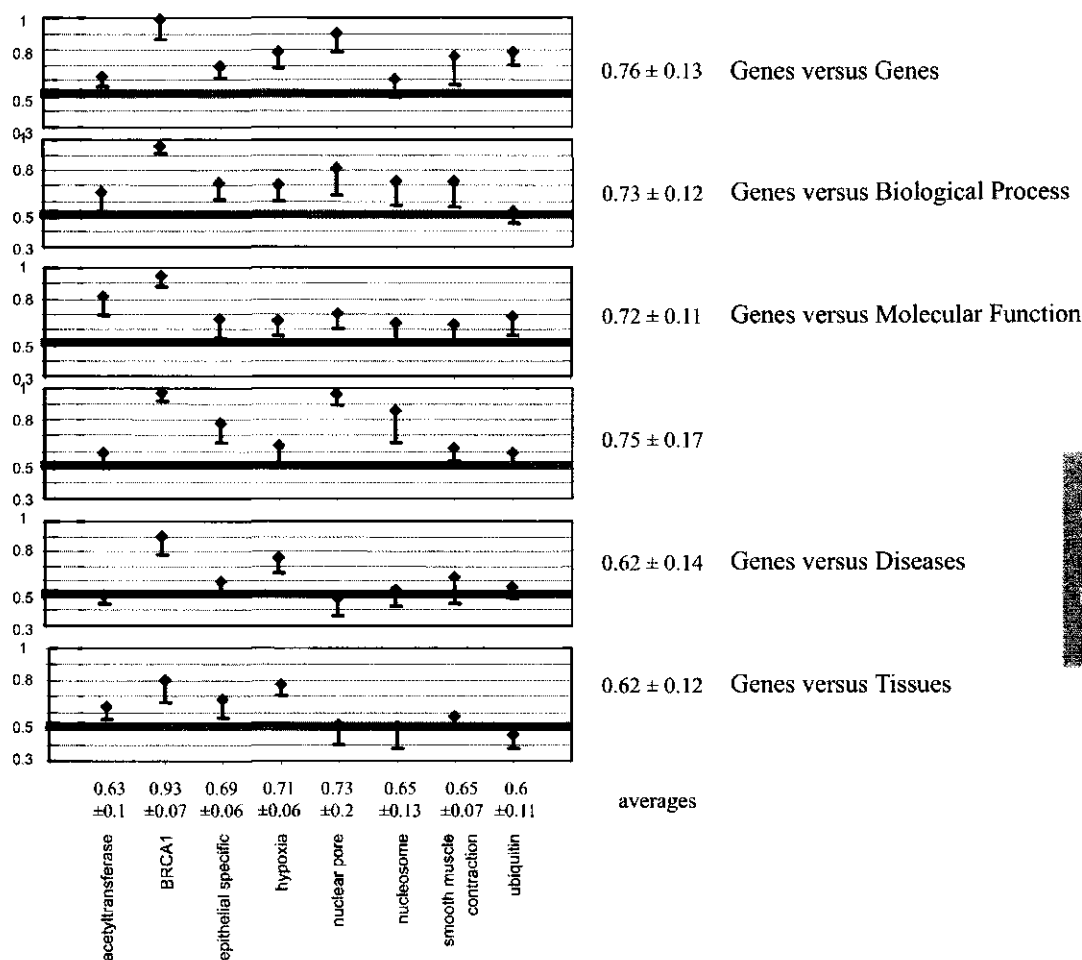 1
0.8
0.5
0.3
0.76 ± 0.13 Genes versus Genes
1
0.8
0.5
0.3
0.73 ± 0.12 Genes versus Biological Process
1
0.8
0.5
0.3
0.72 ± 0.11 Genes versus Molecular Function
1
0.8
0.5
0.3
0.75 ± 0.17
1
0.8
0.5
0.3
0.62 ± 0.14 Genes versus Diseases
1
0.8
0.5
0.3
0.62 ± 0.12 Genes versus Tissues
0.63 0.93 0.69 0.71 0.73 0.65 0.65 0.6
±0.1 ±0.07 ±0.06 ±0.06 ±0.2 ±0.13 ±0.07 ±0.11
averages
acetyltransferase
BRCA1
epithelial specific
hypoxia
nuclear pore
nucleosome
smooth muscle
contraction
ubiquitin